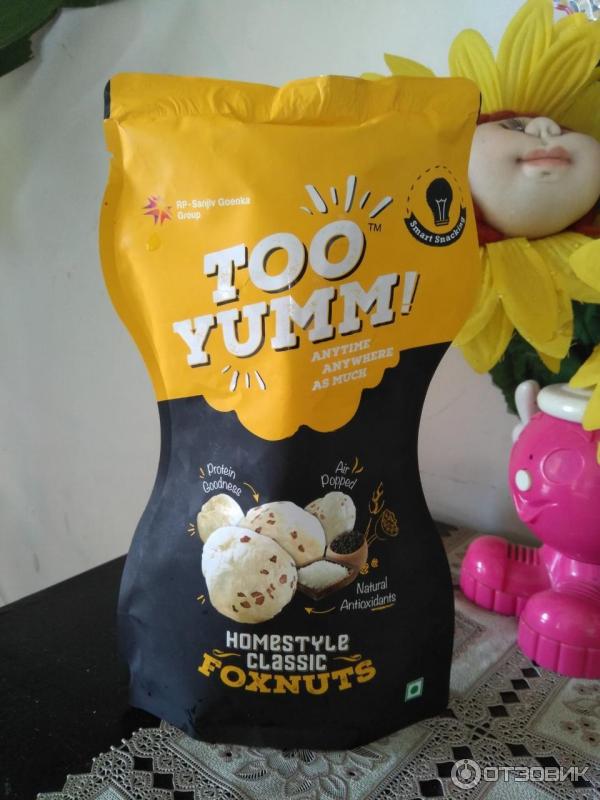 RP-Sanjiv Goenka
Group
Smart Snacking
TOO
YUMM!
TM
ANYTIME
ANYWHERE
AS MUCH
Protein
Goodness
Air
Popped
Natural
Antioxidants
HOMESTYLE
CLASSIC
FOXNUTS
ОТЗОВИК